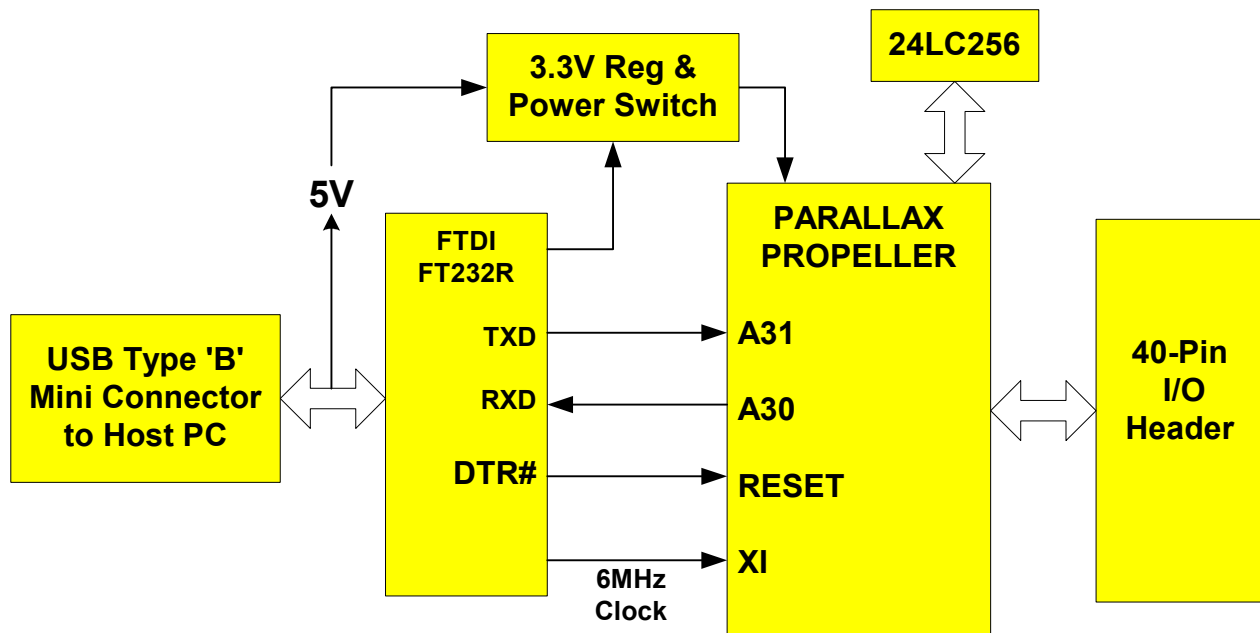 24LC256
3.3V Reg &
Power Switch
5V
FTDI
FT232R
TXD
RXD
DTR#
PARALLAX
PROPELLER
A31
A30
RESET
XI
6MHz
Clock
USB Type 'B'
Mini Connector
to Host PC
40-Pin
I/O
Header